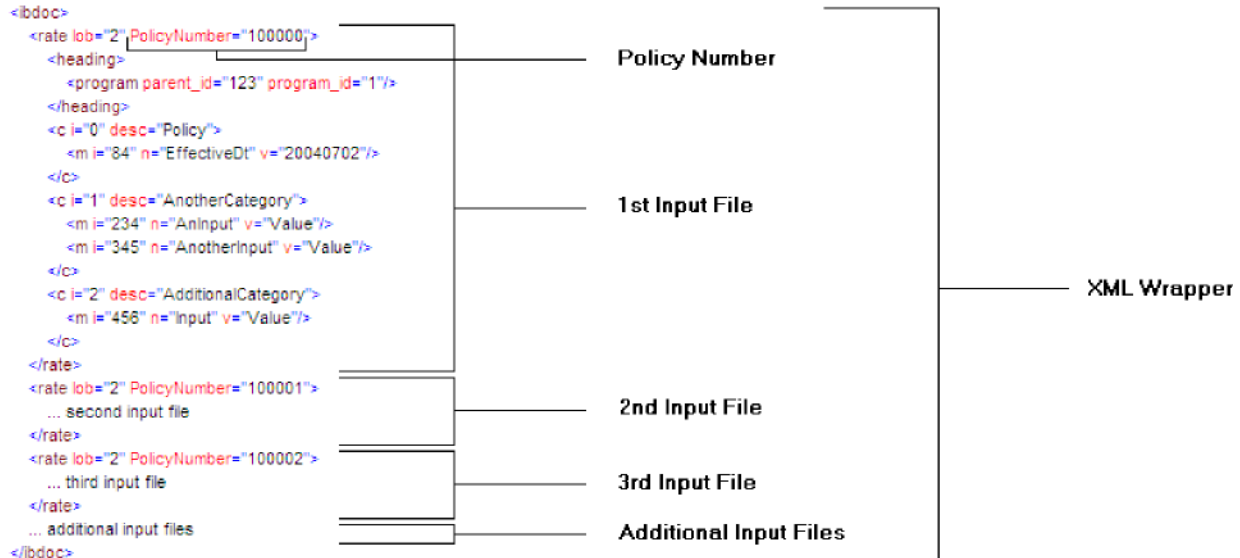 <ibdoc>
<rate lob="2" PolicyNumber="100000">
Policy Number
<heading>
<program parent_id="123" program_id="1"/>
</heading>
<c i="0" desc="Policy">
<m i="84" n="EffectiveDt" v="20040702"/>
</c>
<c i="1" desc="AnotherCategory">
1st Input File
<m i="234" n="AnInput" v="Value"/>
<m i="345" n="AnotherInput" v="Value"/>
</c>
<c i="2" desc="AdditionalCategory">
XML Wrapper
<m i="456" n="Input" v="Value"/>
</c>
</rate>
<rate lob="2" PolicyNumber="100001">
... second input file
2nd Input File
</rate>
<rate lob="2" PolicyNumber="100002">
... third input file
3rd Input File
</rate>
... additional input files
Additional Input Files
</ibdoc>